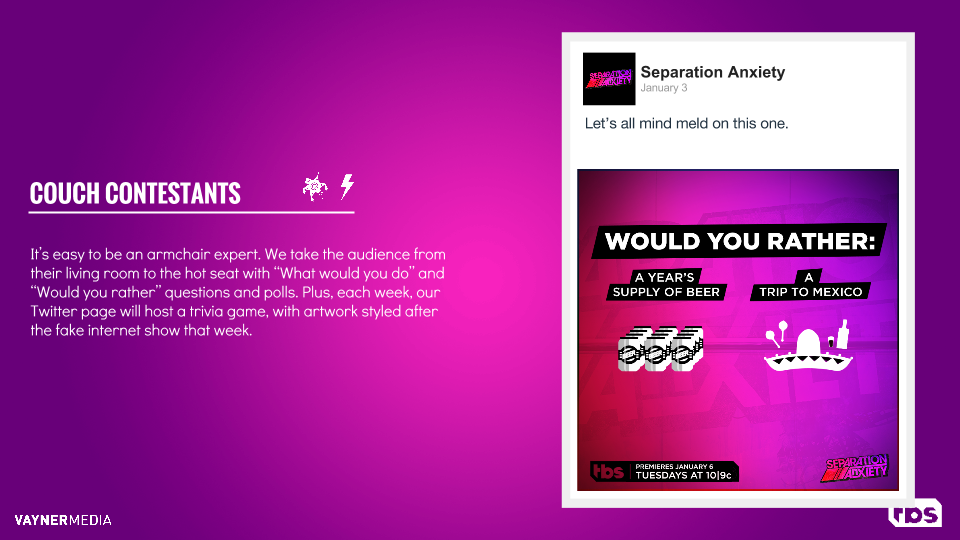 COUCH CONTESTANTS
It's easy to be an armchair expert. We take the audience from
their living room to the hot seat with “What would you do” and
“Would you rather” questions and polls. Plus, each week, our
Twitter page will host a trivia game, with artwork styled after
the fake internet show that week.
SEPARATION
ANXIETY
Separation Anxiety
January 3
Let’s all mind meld on this one.
WOULD YOU RATHER:
A YEAR'S
SUPPLY OF BEER
A
TRIP TO MEXICO
tbs
PREMIERES JANUARY 6
TUESDAYS AT 10|9c
SEPARATION
ANXIETY
VAYNERMEDIA
tbs